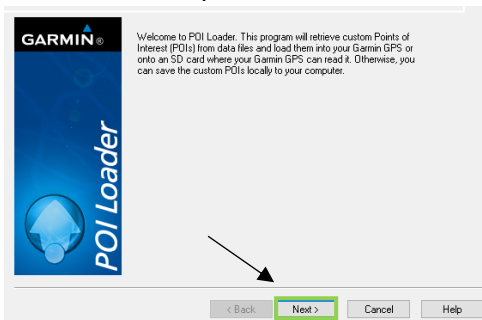 GARMIN®
Welcome to POI Loader. This program will retrieve custom Points of
Interest (POIs) from data files and load them into your Garmin GPS or
onto an SD card where your Garmin GPS can read it. Otherwise, you
can save the custom POIs locally to your computer.
POI Loader
< Back
Next >
Cancel
Help